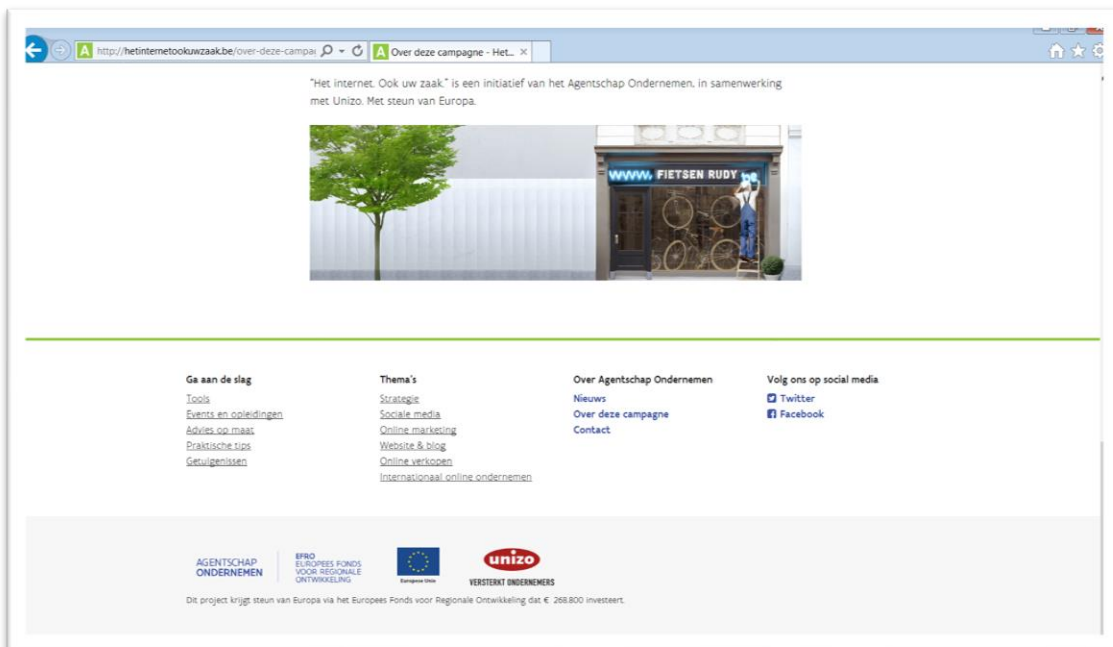 http://hetinternetookuwzaak.be/over-deze-campa
Over deze campagne - Het...
"Het internet. Ook uw zaak." is een initiatief van het Agentschap Ondernemen, in samenwerking
met Unizo. Met steun van Europa.
www. FIETSEN RUDY .be
Ga aan de slag
Tools
Events en opleidingen
Advies op maat
Praktische tips
Getuigenissen
Thema's
Strategie
Sociale media
Online marketing
Website & blog
Online verkopen
Internationaal online ondernemen
Over Agentschap Ondernemen
Nieuws
Over deze campagne
Contact
Volg ons op social media
Twitter
Facebook
AGENTSCHAP
ONDERNEMEN
EFRO
EUROPEES FONDS
VOOR REGIONALE
ONTWIKKELING
Europese Unie
unizo
VERSTERKT ONDERNEMERS
Dit project krijgt steun van Europa via het Europees Fonds voor Regionale Ontwikkeling dat € 268.800 investeert.